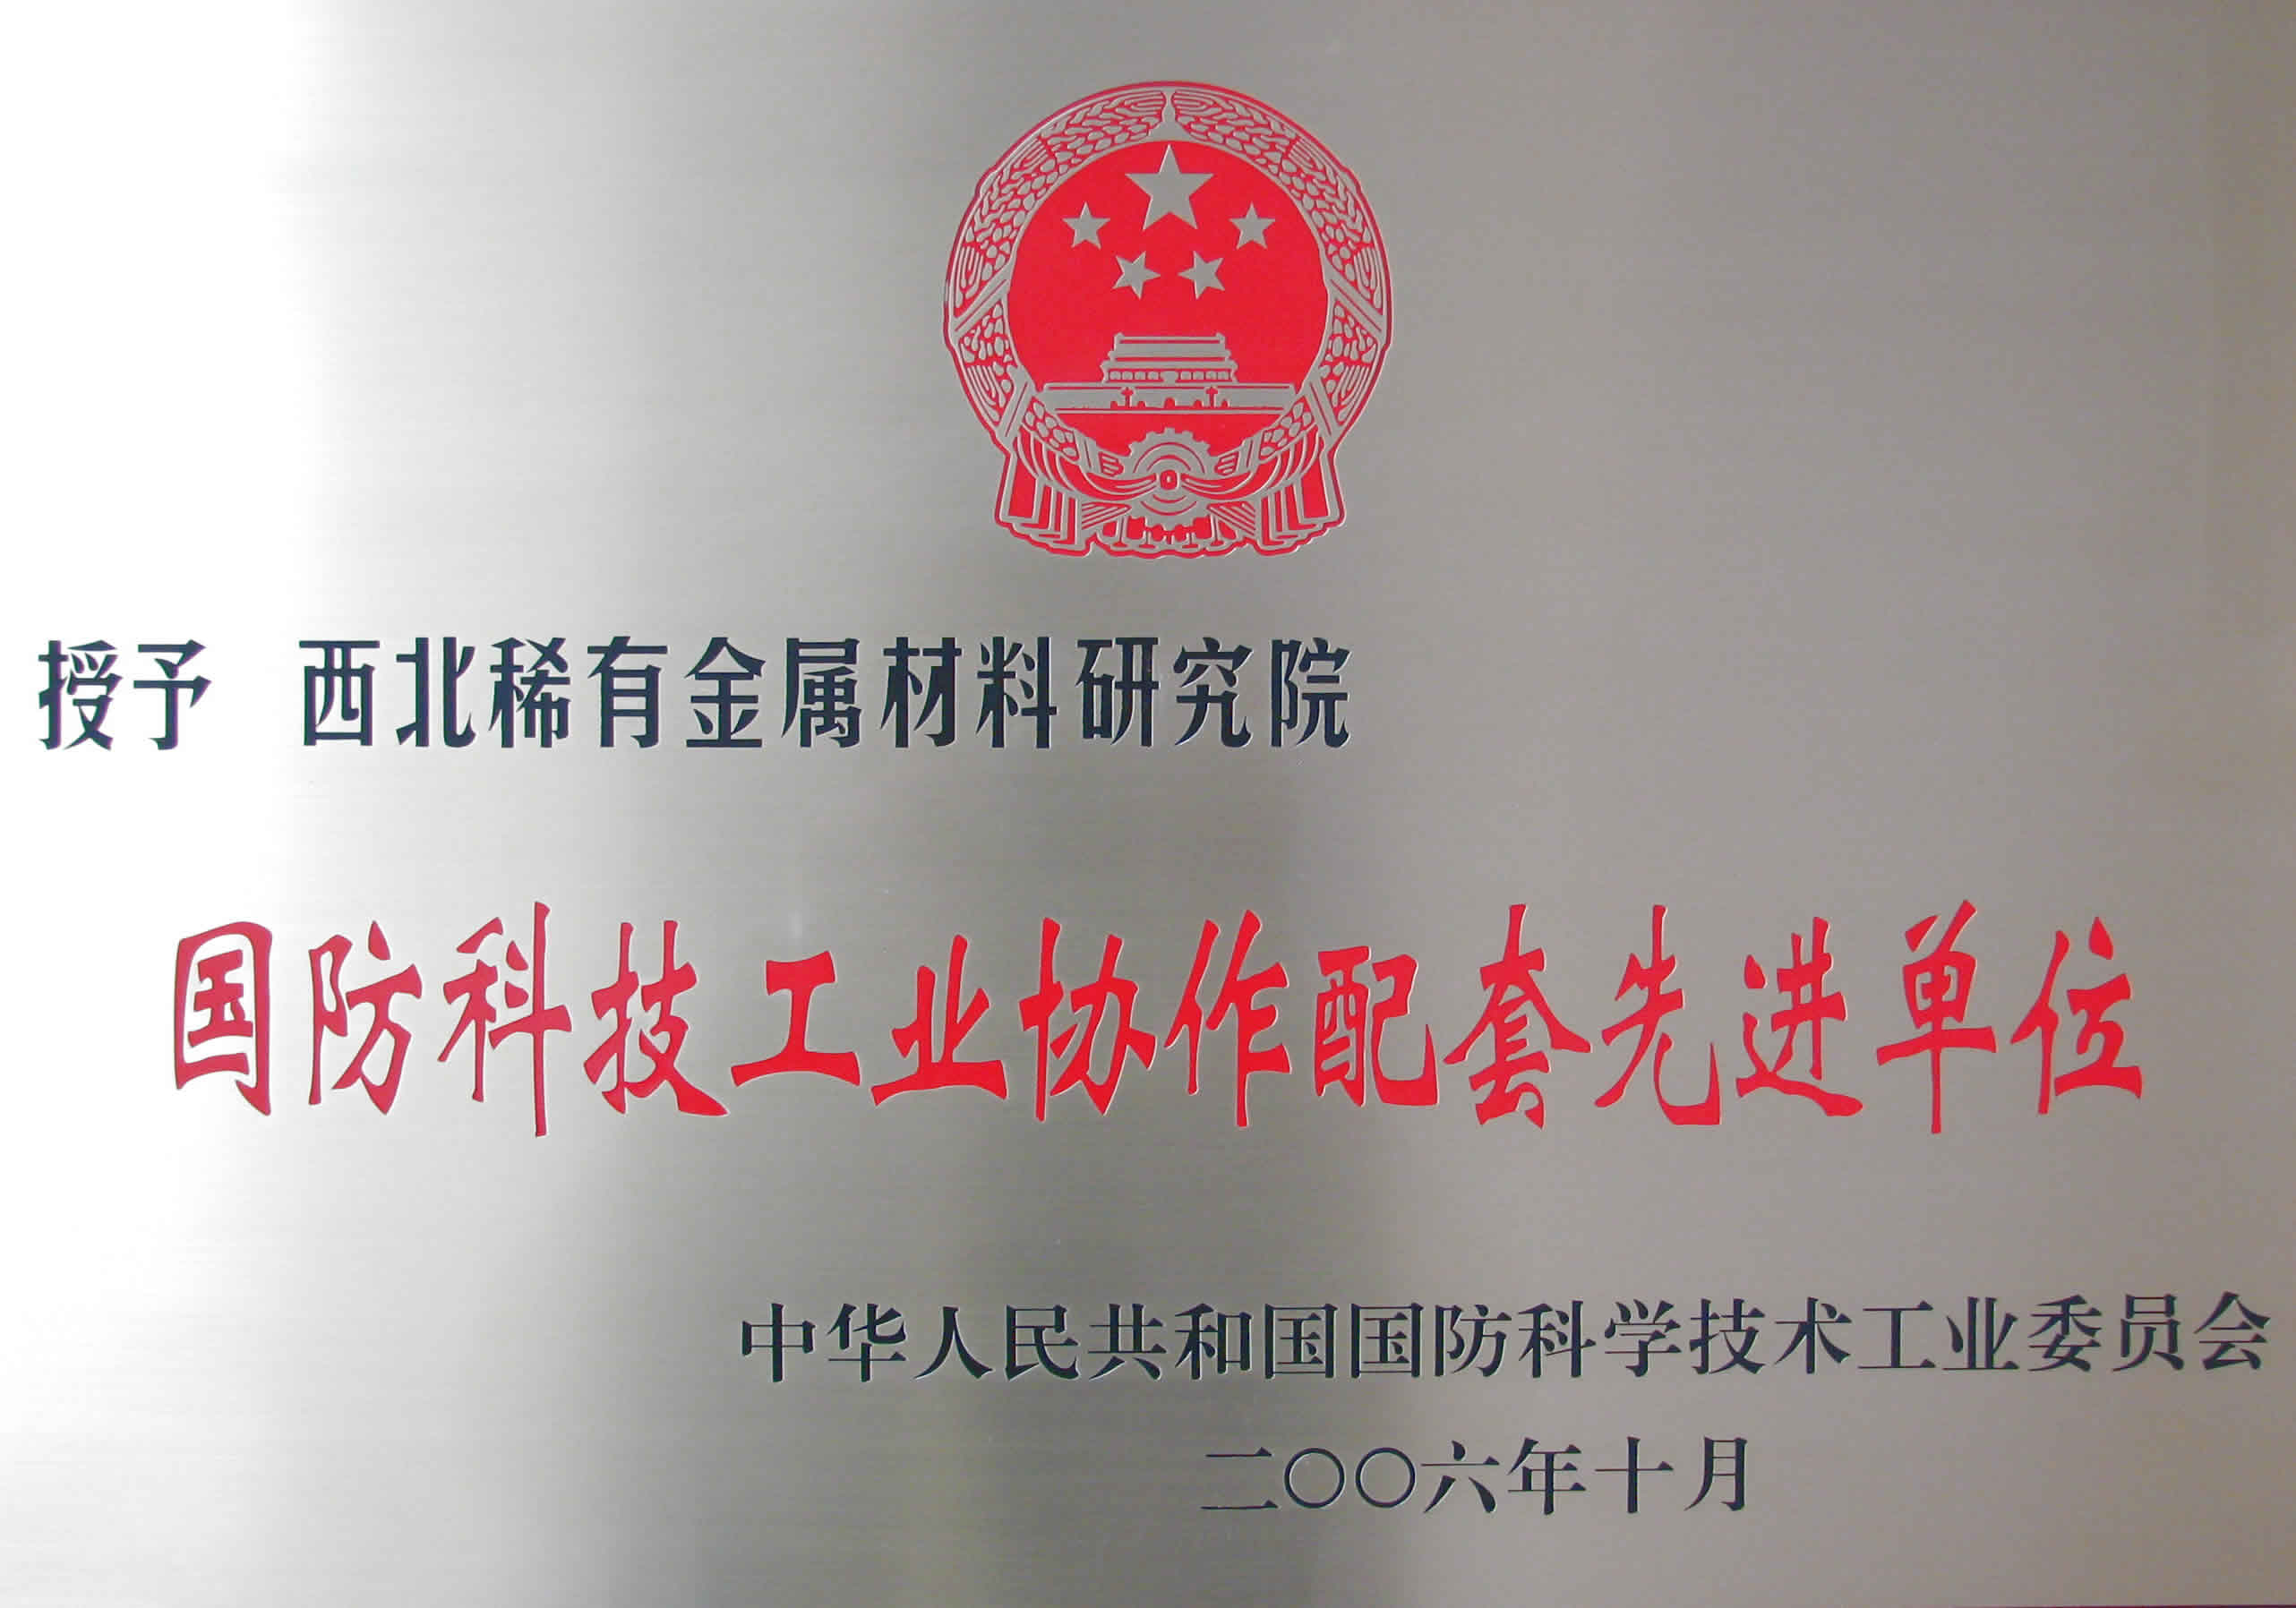 授予 西北稀有金属材料研究院
国防科技工业协作配套先进单位
中华人民共和国国防科学技术工业委员会
二〇〇六年十月